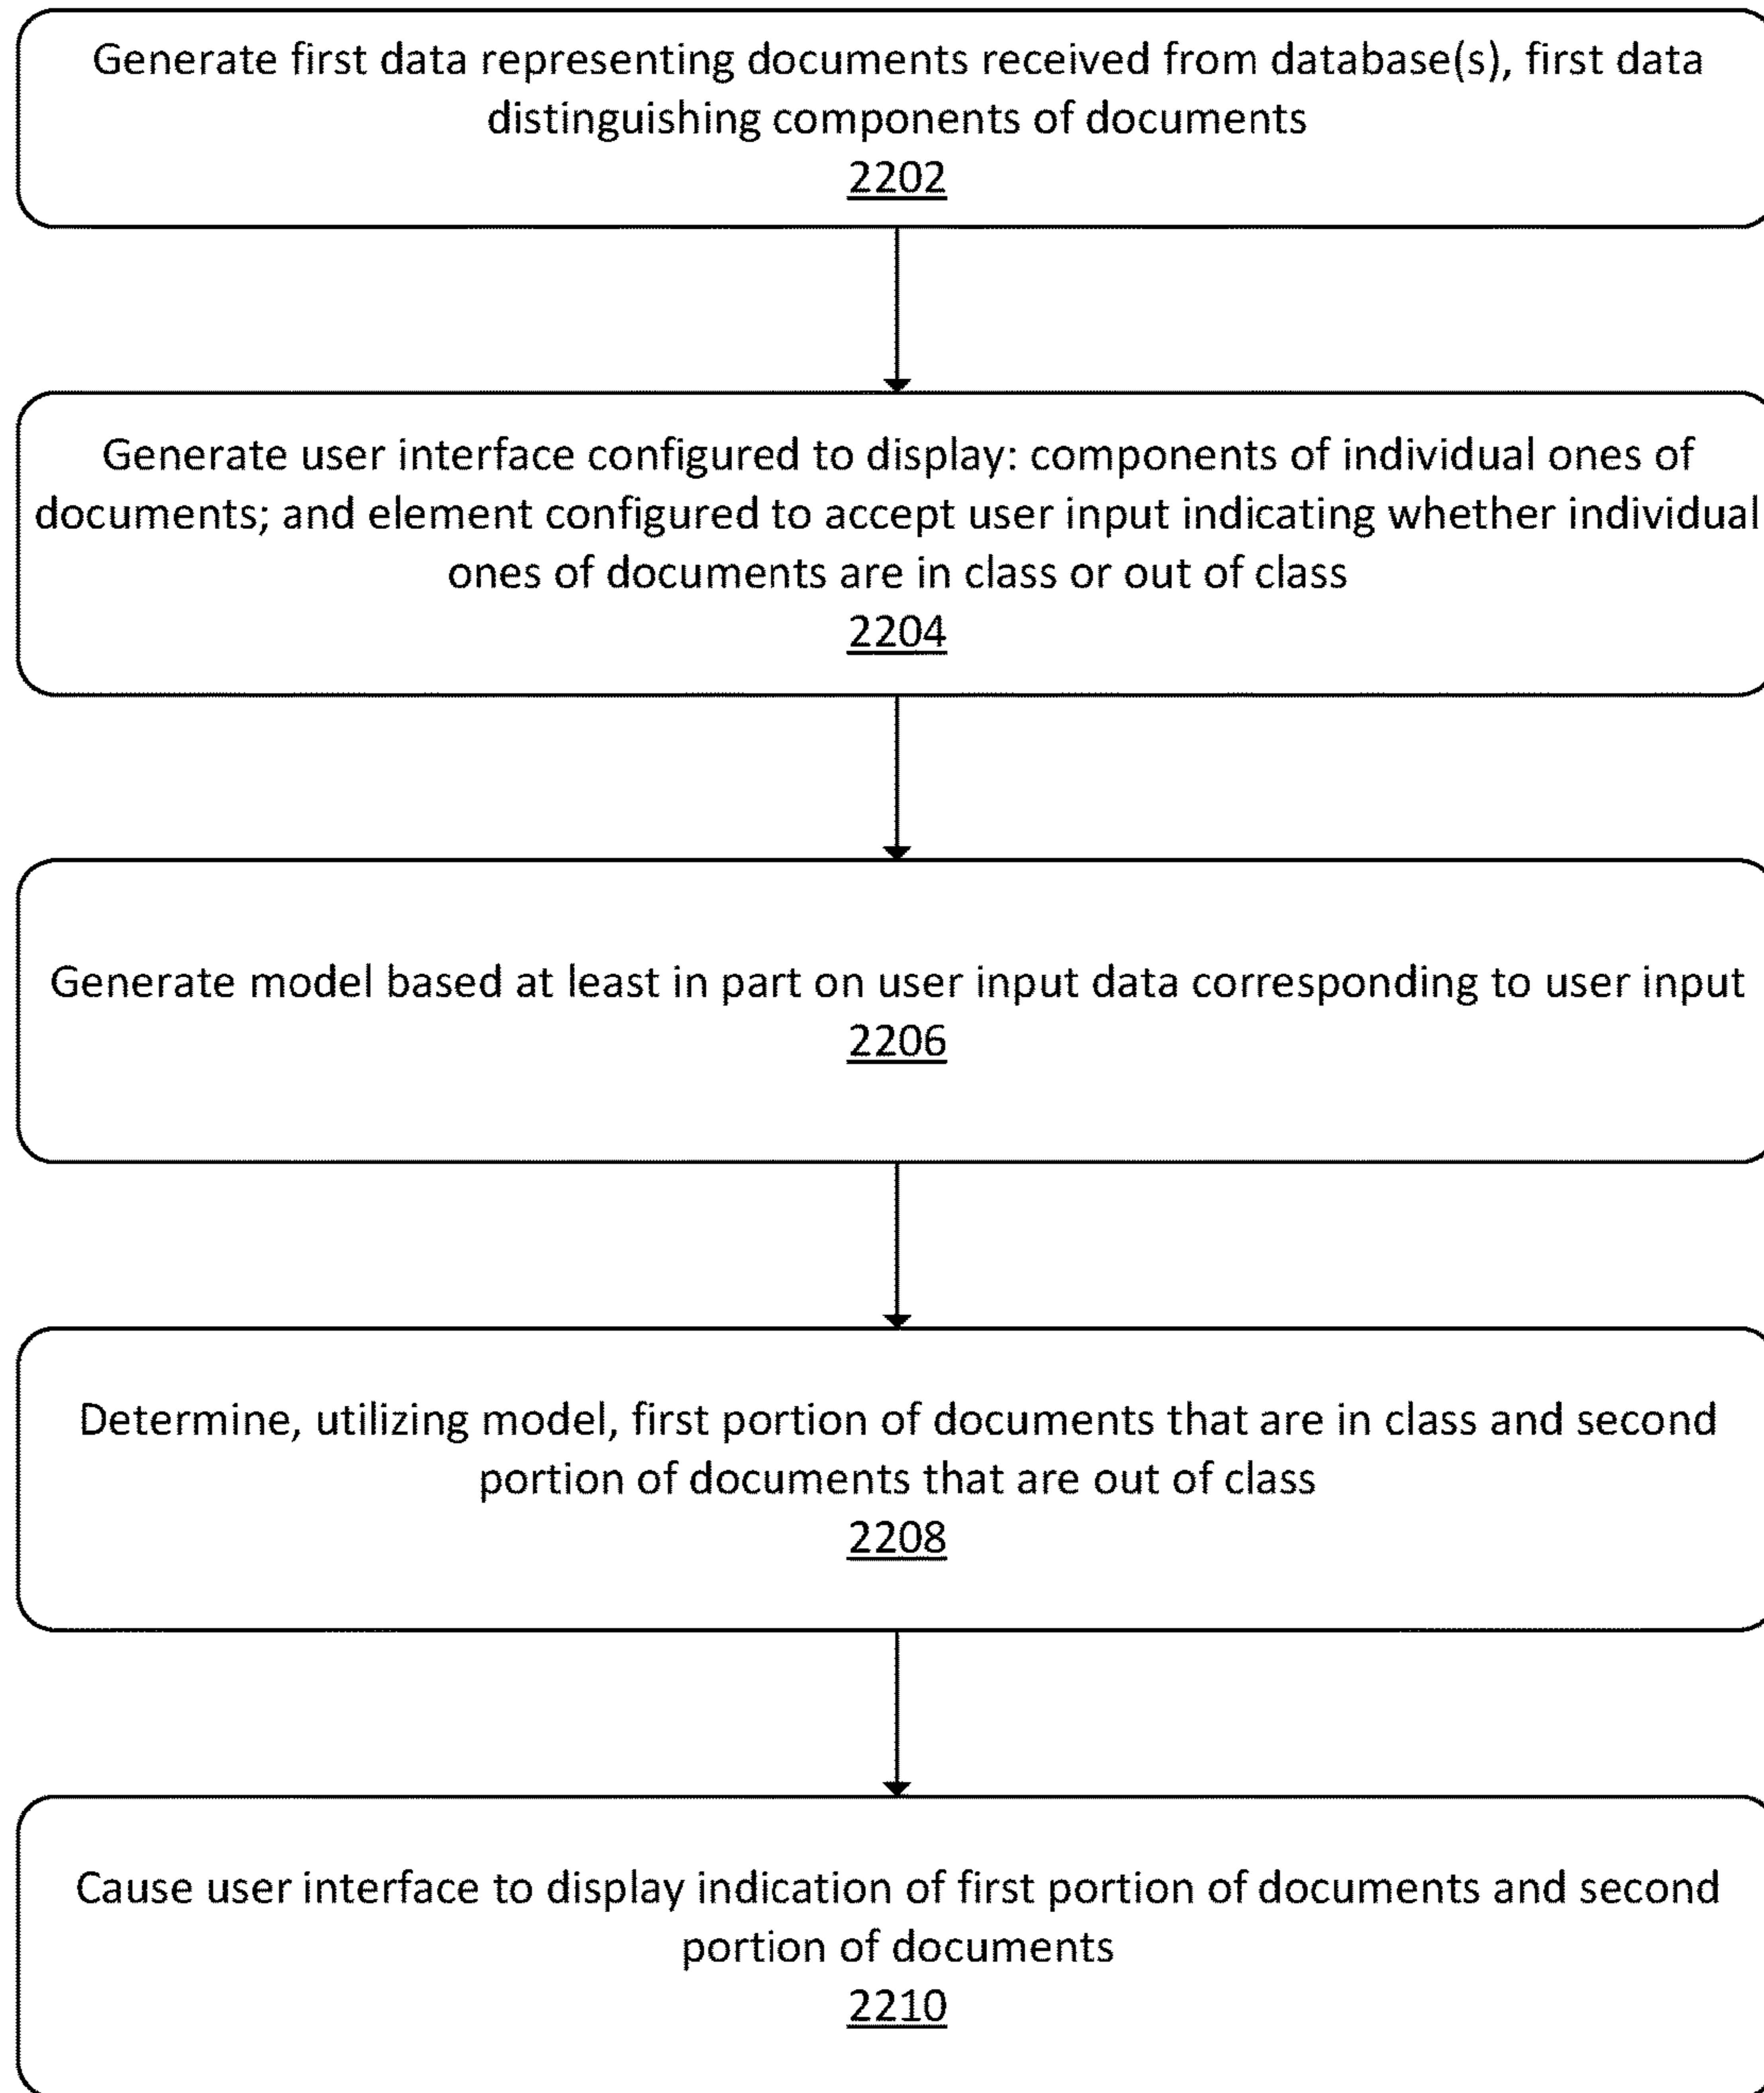 Generate first data representing documents received from database(s), first data
distinguishing components of documents
2202
Generate user interface configured to display: components of individual ones of
documents; and element configured to accept user input indicating whether individual
ones of documents are in class or out of class
2204
Generate model based at least in part on user input data corresponding to user input
2206
Determine, utilizing model, first portion of documents that are in class and second
portion of documents that are out of class
2208
Cause user interface to display indication of first portion of documents and second
portion of documents
2210